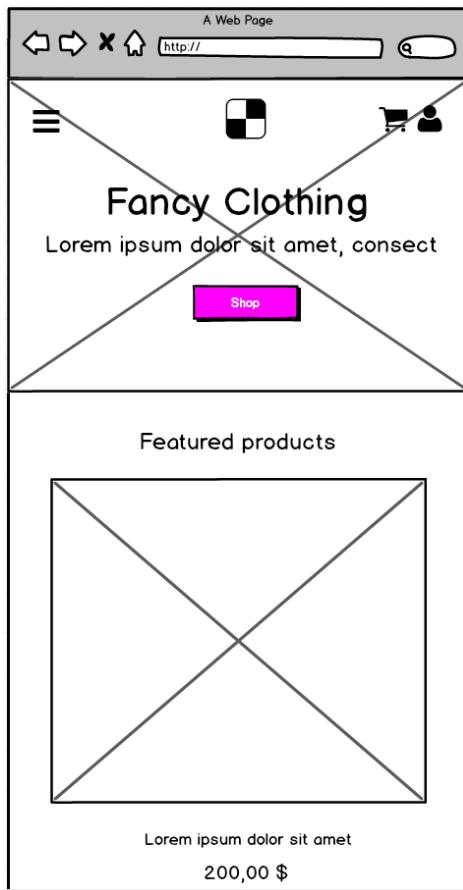 A Web Page
http://
Fancy Clothing
Lorem ipsum dolor sit amet, consect
Shop
Featured products
Lorem ipsum dolor sit amet
200,00 $